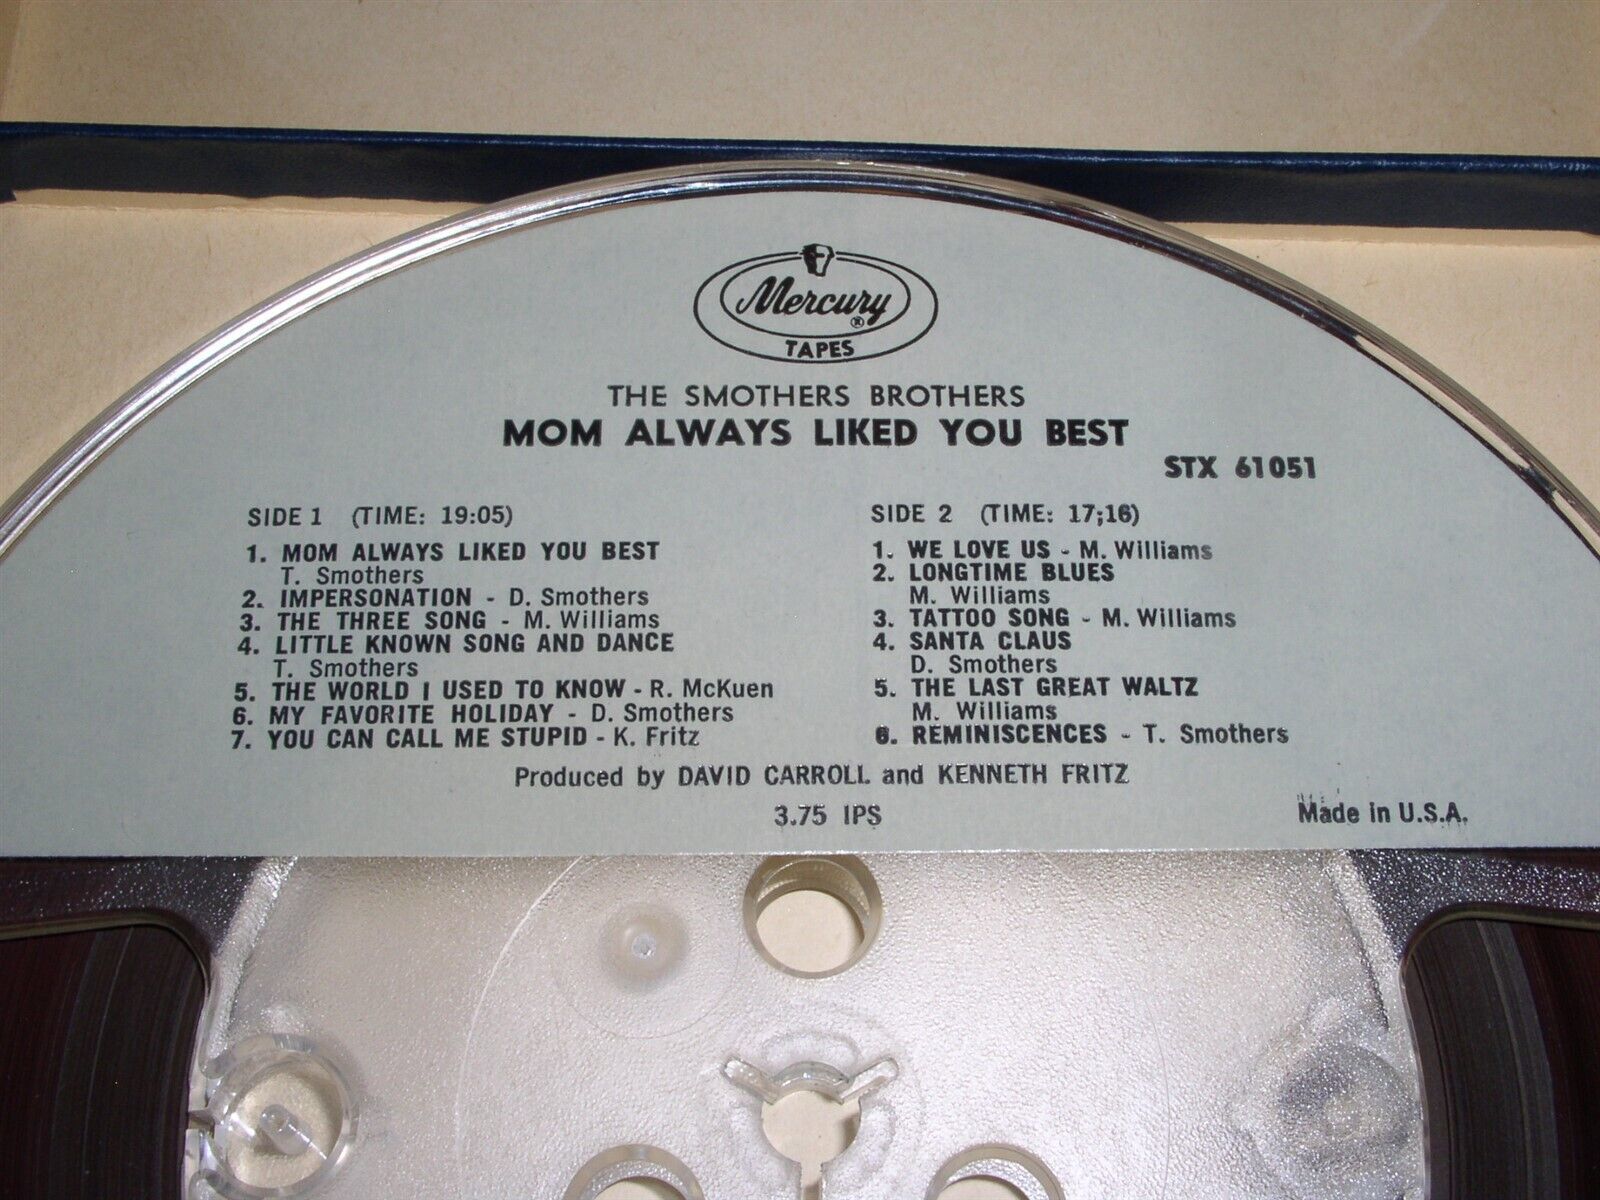 Mercury ®
TAPES
THE SMOTHERS BROTHERS
MOM ALWAYS LIKED YOU BEST
STX 61051
SIDE 1 (TIME: 19:05)
1. MOM ALWAYS LIKED YOU BEST
T. Smothers
2. IMPERSONATION - D. Smothers
3. THE THREE SONG - M. Williams
4. LITTLE KNOWN SONG AND DANCE
T. Smothers
5. THE WORLD I USED TO KNOW - R. McKuen
6. MY FAVORITE HOLIDAY - D. Smothers
7. YOU CAN CALL ME STUPID - K. Fritz
SIDE 2 (TIME: 17;16)
1. WE LOVE US - M. Williams
2. LONGTIME BLUES
M. Williams
3. TATTOO SONG - M. Williams
4. SANTA CLAUS
D. Smothers
5. THE LAST GREAT WALTZ
M. Williams
6. REMINISCENCES - T. Smothers
Produced by DAVID CARROLL and KENNETH FRITZ
3.75 IPS
Made in U.S.A.